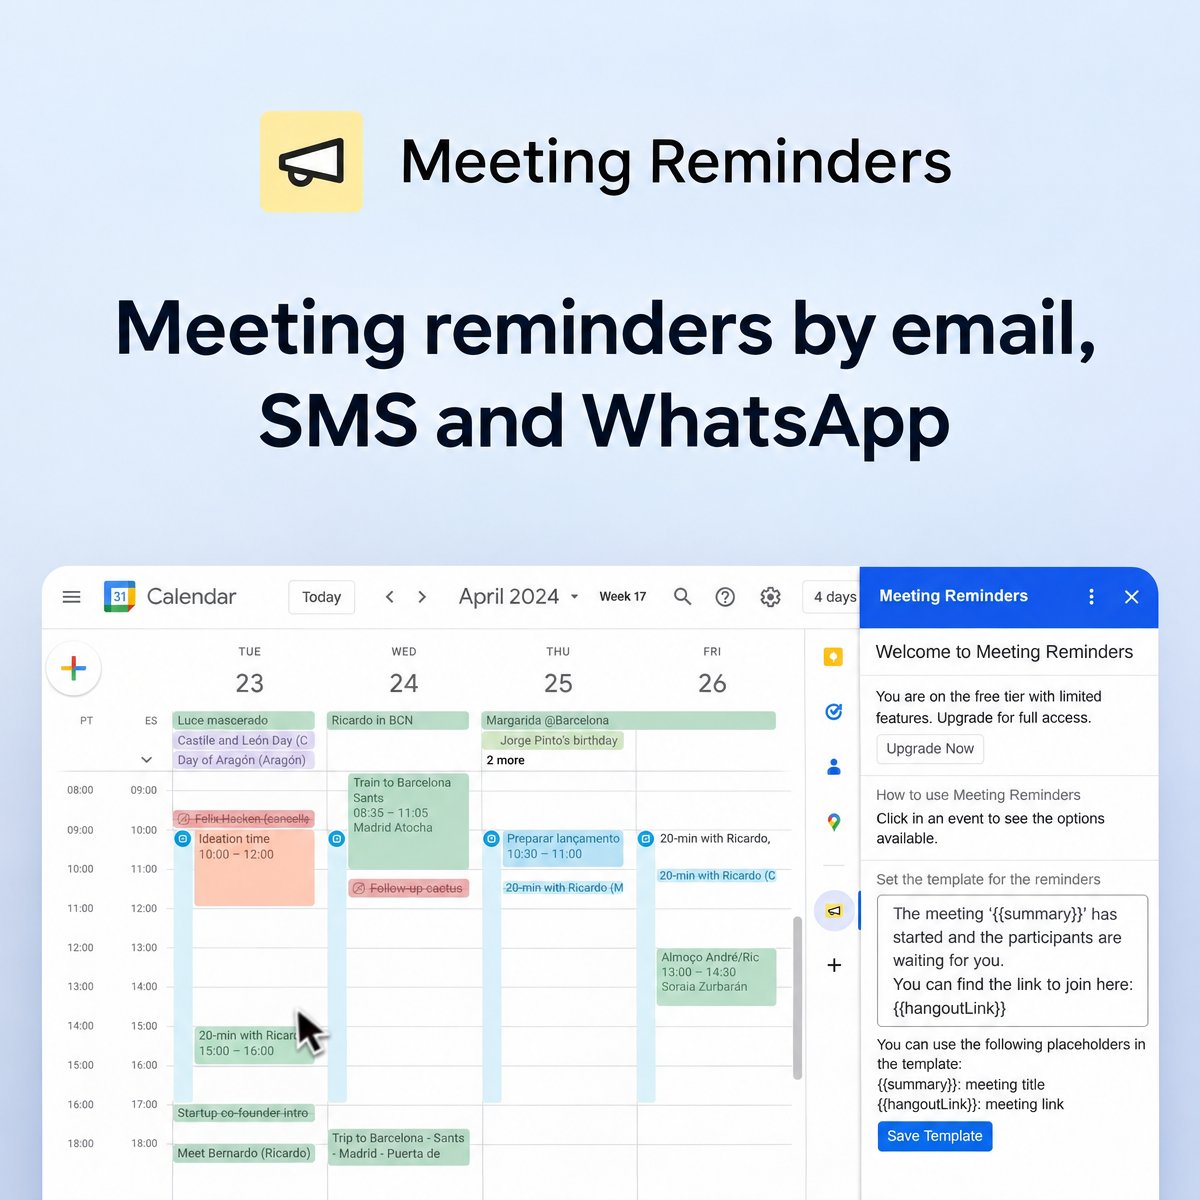 Meeting Reminders
Meeting reminders by email,
SMS and WhatsApp
31 Calendar
Today
April 2024
Week 17
4 days
TUE
23
WED
24
THU
25
FRI
26
PT
ES
Luce mascerado
Castile and León Day (C
Day of Aragón (Aragón)
Ricardo in BCN
Margarida @Barcelona
Jorge Pinto's birthday
2 more
08:00 09:00
09:00 10:00
10:00 11:00
11:00 12:00
12:00 13:00
13:00 14:00
14:00 15:00
15:00 16:00
16:00 17:00
18:00 18:00
Felix Hacken (cancelle
Ideation time
10:00 – 12:00
20-min with Ricar
15:00 – 16:00
Startup co-founder intro
Meet Bernardo (Ricardo)
Train to Barcelona
Sants
08:35 – 11:05
Madrid Atocha
Follow-up cactus
Trip to Barcelona - Sants
- Madrid - Puerta de
Preparar lançamento
10:30 – 11:00
20-min with Ricardo (M
20-min with Ricardo,
20-min with Ricardo (C
Almoço André/Ric
13:00 – 14:30
Soraia Zurbarán
Meeting Reminders
Welcome to Meeting Reminders
You are on the free tier with limited
features. Upgrade for full access.
Upgrade Now
How to use Meeting Reminders
Click in an event to see the options
available.
Set the template for the reminders
The meeting ‘{{summary}}’ has
started and the participants are
waiting for you.
You can find the link to join here:
{{hangoutLink}}
You can use the following placeholders in
the template:
{{summary}}: meeting title
{{hangoutLink}}: meeting link
Save Template